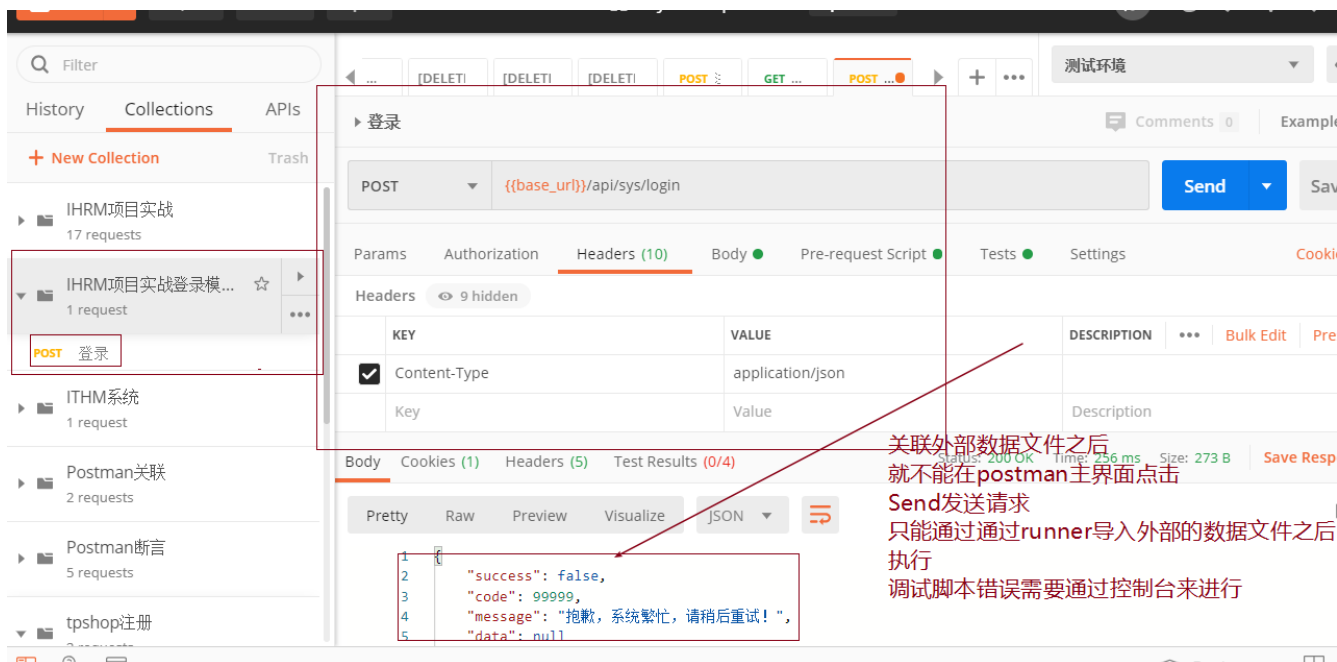 Filter
... [DELETI [DELETI [DELETI POST GET ... POST ... + ••• 测试环境
History Collections APIs
▸ 登录 Comments 0 Example
+ New Collection Trash
POST {{base_url}}/api/sys/login Send Sav
IHRM项目实战
17 requests
Params Authorization Headers (10) Body Pre-request Script Tests Settings Cookie
IHRM项目实战登录模...
1 request
Headers 9 hidden
KEY VALUE DESCRIPTION ••• Bulk Edit Pre
POST 登录
Content-Type application/json
ITHM系统
1 request
Key Value Description
Body Cookies (1) Headers (5) Test Results (0/4) Status: 200 OK Time: 256 ms Size: 273 B Save Resp
关联外部数据文件之后
就不能在postman主界面点击
Send发送请求
只能通过通过runner导入外部的数据文件之后
执行
调试脚本错误需要通过控制台来进行
Postman关联
2 requests
Pretty Raw Preview Visualize JSON
Postman断言
5 requests
1 {
2 "success": false,
3 "code": 99999,
4 "message": "抱歉，系统繁忙，请稍后重试！",
5 "data": null
tpshop注册